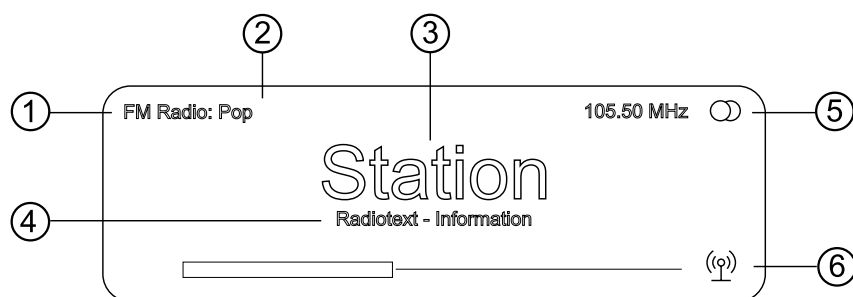 2 3
1 FM Radio: Pop 105.50 MHz 5
Station
4 Radiotext - Information
6